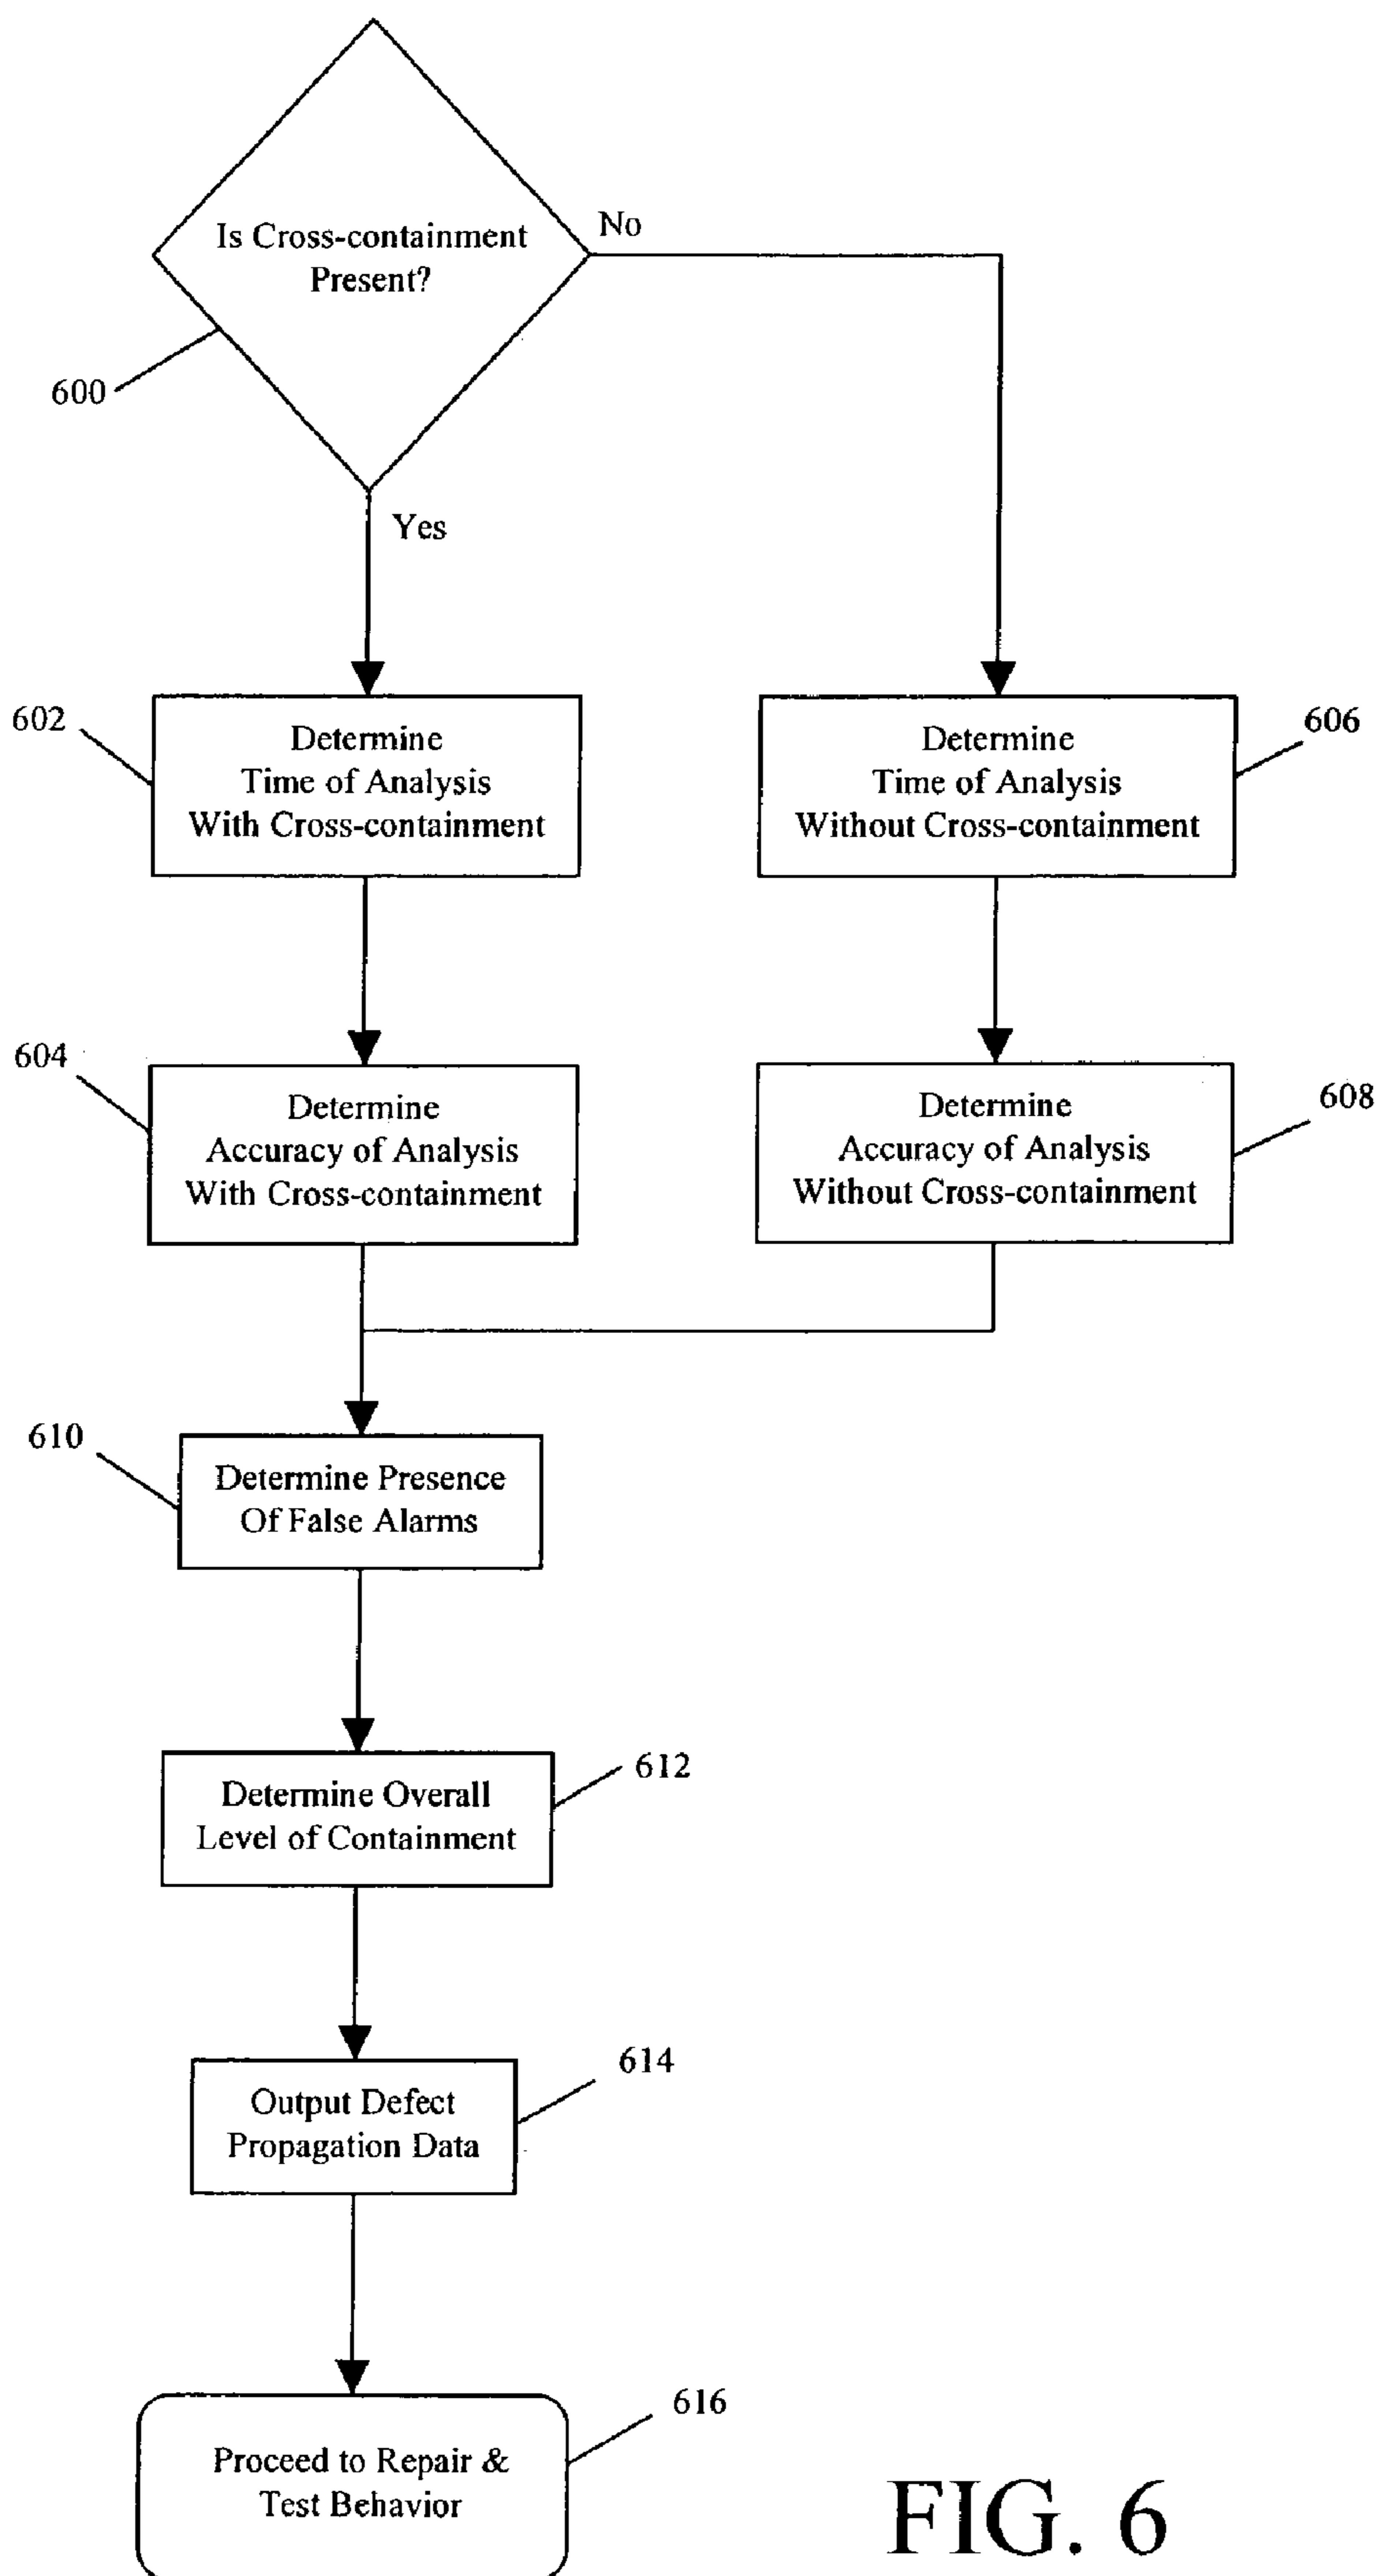 Is Cross-containment
Present?
No
600
Yes
602
Determine
Time of Analysis
With Cross-containment
606
Determine
Time of Analysis
Without Cross-containment
604
Determine
Accuracy of Analysis
With Cross-containment
608
Determine
Accuracy of Analysis
Without Cross-containment
610
Determine Presence
Of False Alarms
612
Determine Overall
Level of Containment
614
Output Defect
Propagation Data
616
Proceed to Repair &
Test Behavior
FIG. 6